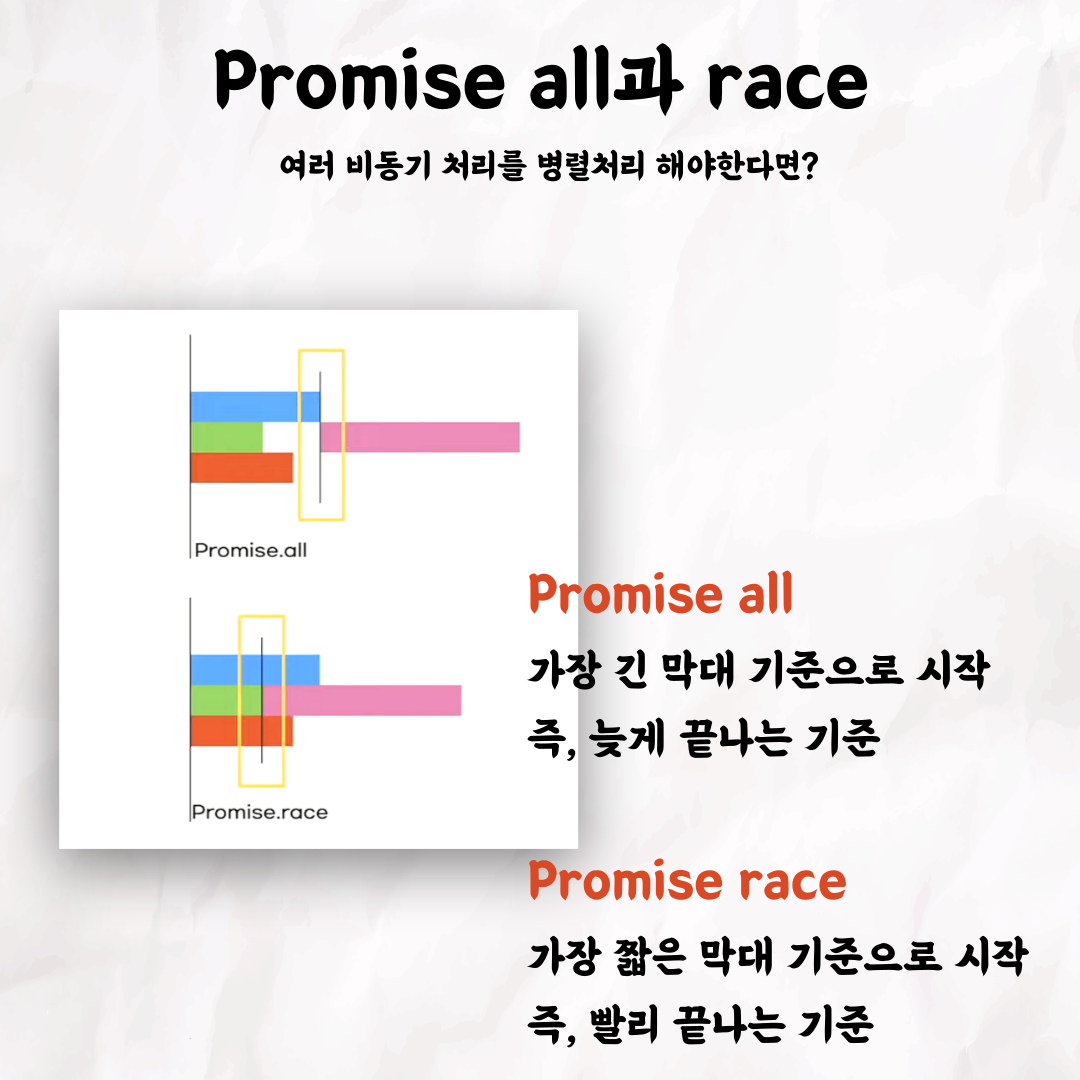 Promise all과 race
여러 비동기 처리를 병렬처리 해야한다면?
Promise.all
Promise.race
Promise all
가장 긴 막대 기준으로 시작
즉, 늦게 끝나는 기준
Promise race
가장 짧은 막대 기준으로 시작
즉, 빨리 끝나는 기준